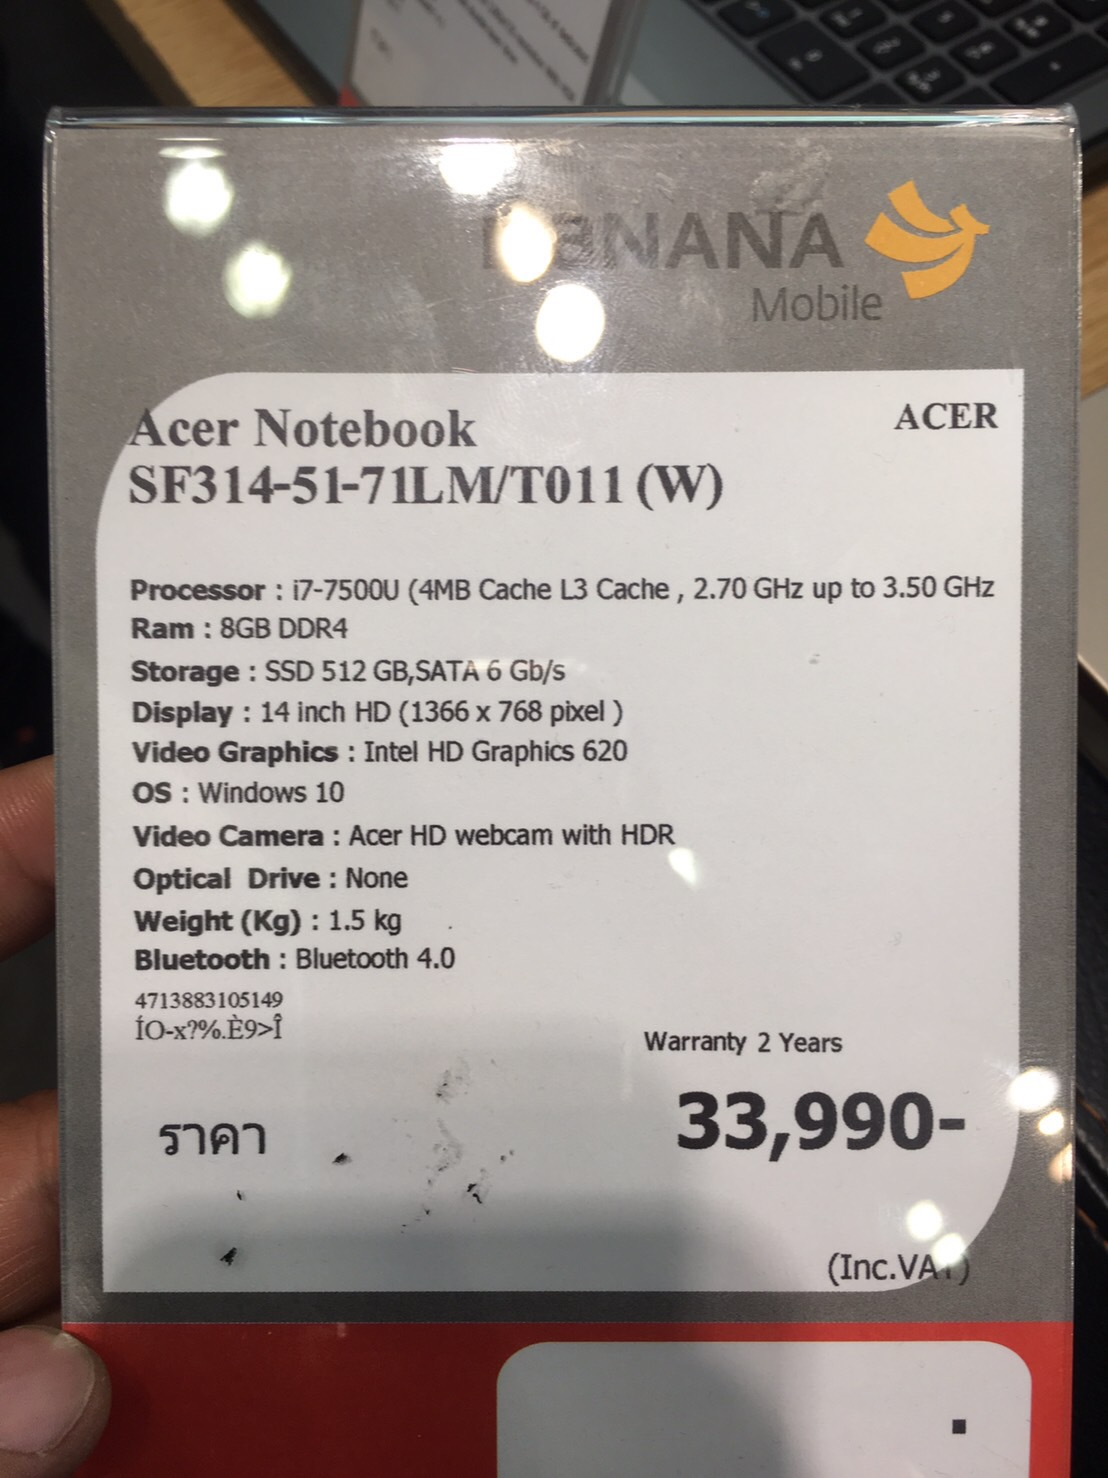 BaNANA
Mobile
Acer Notebook
ACER
SF314-51-71LM/T011 (W)
Processor : i7-7500U (4MB Cache L3 Cache , 2.70 GHz up to 3.50 GHz
Ram : 8GB DDR4
Storage : SSD 512 GB,SATA 6 Gb/s
Display : 14 inch HD (1366 x 768 pixel )
Video Graphics : Intel HD Graphics 620
OS : Windows 10
Video Camera : Acer HD webcam with HDR
Optical Drive : None
Weight (Kg) : 1.5 kg
Bluetooth : Bluetooth 4.0
4713883105149
ÍO-x?%.È9>Î
Warranty 2 Years
ราคา
33,990-
(Inc.VAT)